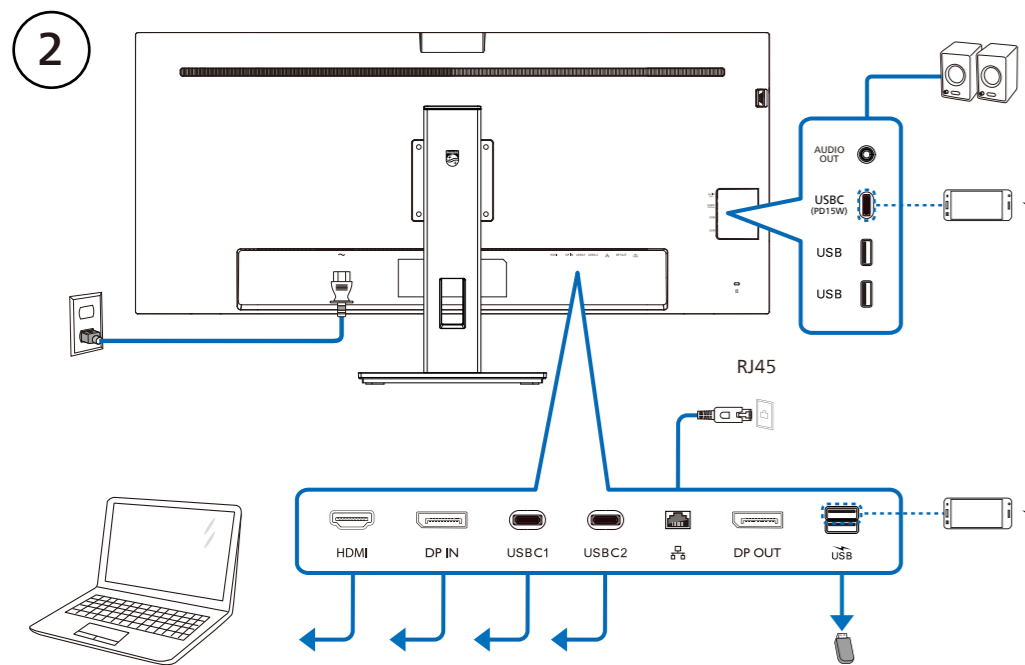 2
AUDIO
OUT
USBC
(PD15W)
USB
USB
RJ45
HDMI
DP IN
USBC1
USBC2
DP OUT
USB